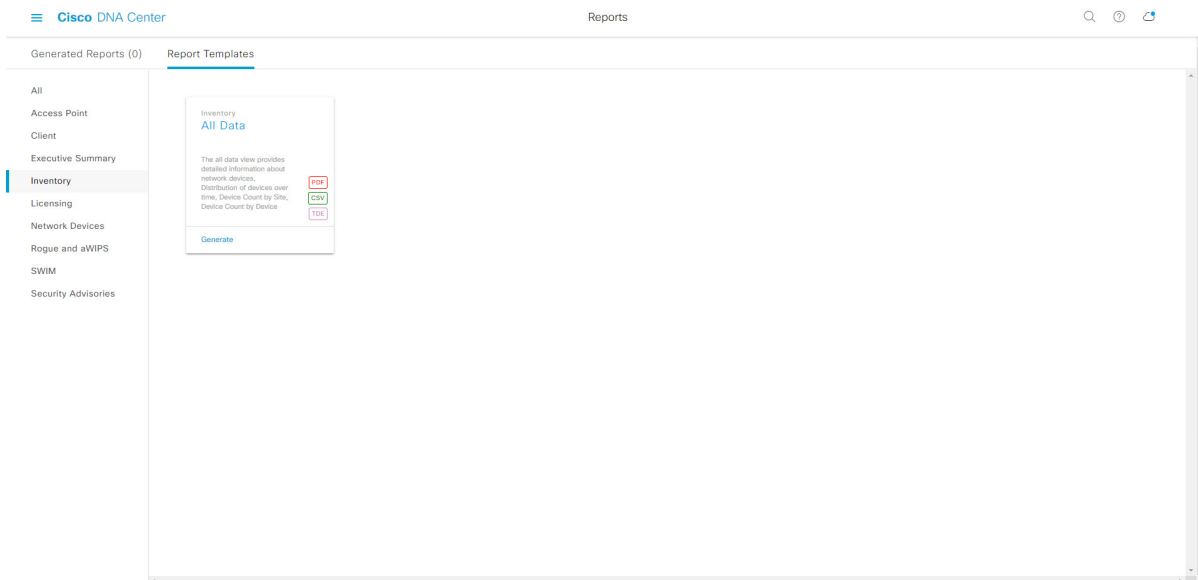 Cisco DNA Center
Reports
Generated Reports (0)
Report Templates
All
Access Point
Client
Executive Summary
Inventory
Licensing
Network Devices
Rogue and aWIPS
SWIM
Security Advisories
Inventory
All Data
The all data view provides
detailed information about
network devices,
Distribution of devices over
time, Device Count by Site,
Device Count by Device
PDF
CSV
TDE
Generate